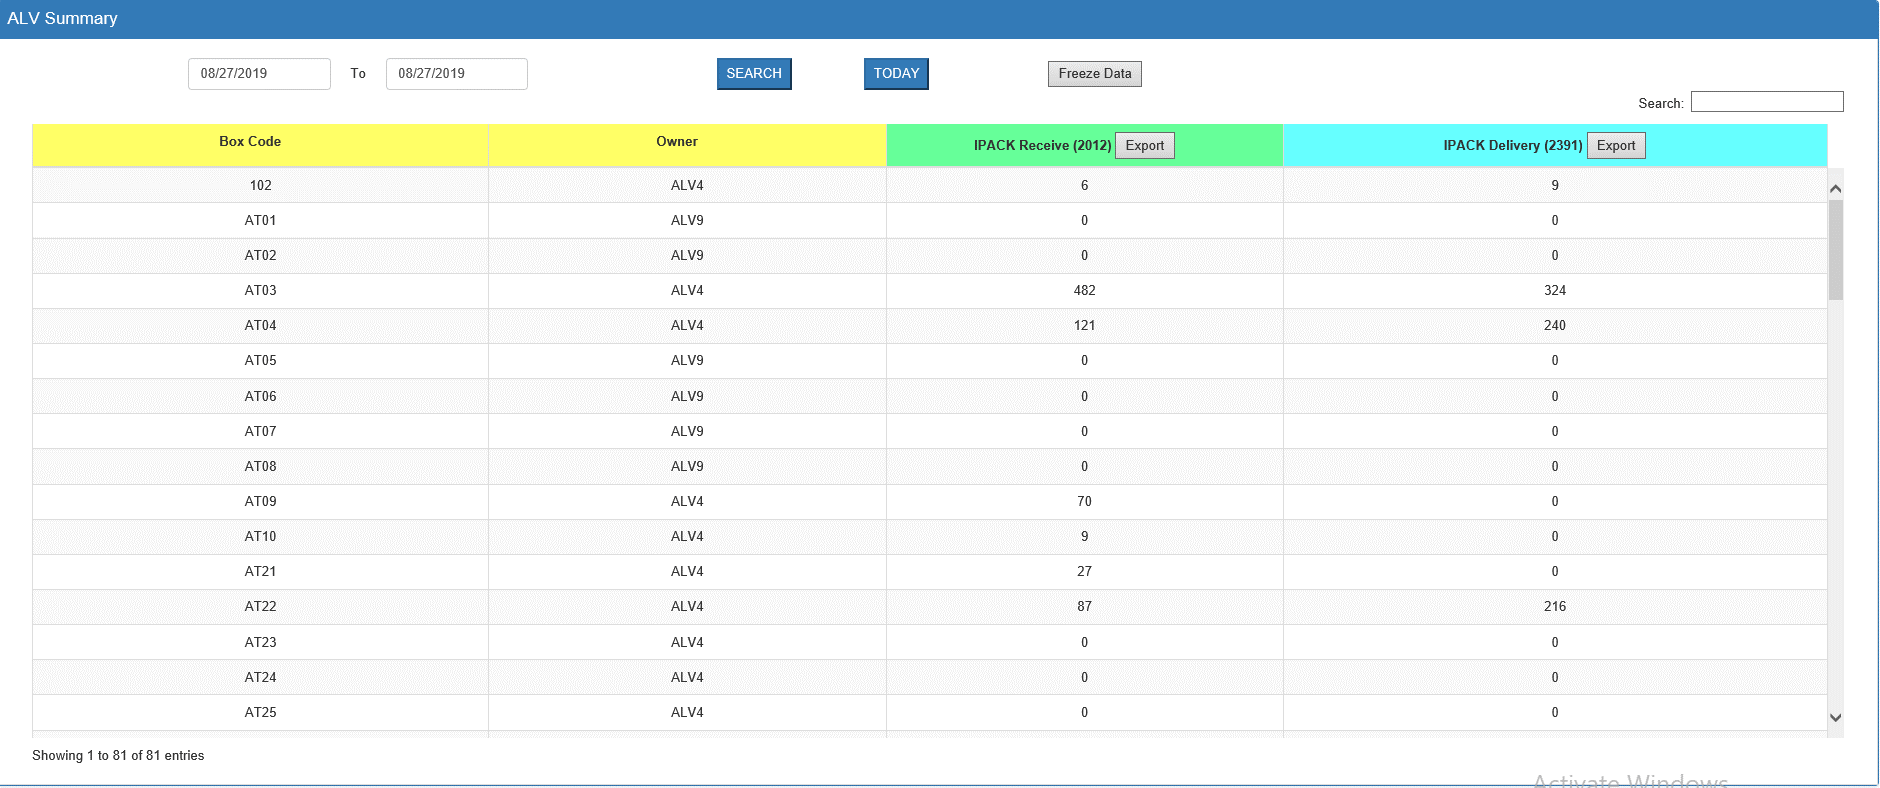 ALV Summary
08/27/2019 To 08/27/2019 SEARCH TODAY Freeze Data
Search:
Box Code Owner IPACK Receive (2012) Export IPACK Delivery (2391) Export
102 ALV4 6 9
AT01 ALV9 0 0
AT02 ALV9 0 0
AT03 ALV4 482 324
AT04 ALV4 121 240
AT05 ALV9 0 0
AT06 ALV9 0 0
AT07 ALV9 0 0
AT08 ALV9 0 0
AT09 ALV4 70 0
AT10 ALV4 9 0
AT21 ALV4 27 0
AT22 ALV4 87 216
AT23 ALV4 0 0
AT24 ALV4 0 0
AT25 ALV4 0 0
Showing 1 to 81 of 81 entries
Activate Windows